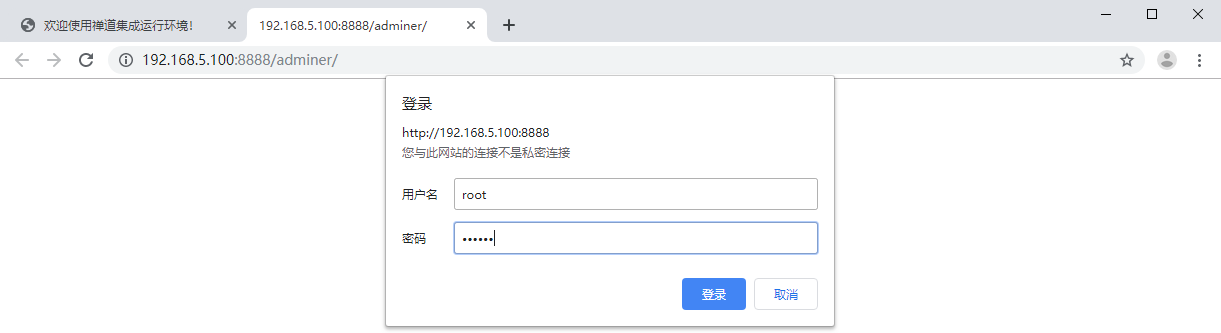 欢迎使用禅道集成运行环境!
192.168.5.100:8888/adminer/
192.168.5.100:8888/adminer/
登录
http://192.168.5.100:8888
您与此网站的连接不是私密连接
用户名 root
密码 ••••••
登录 取消